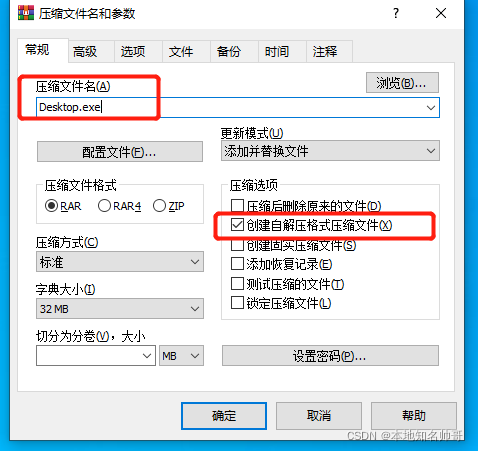 压缩文件名和参数
常规 高级 选项 文件 备份 时间 注释
压缩文件名(A)
浏览(B)...
Desktop.exe
更新模式(U)
配置文件(F)...
添加并替换文件
压缩文件格式
RAR RAR4 ZIP
压缩选项
压缩后删除原来的文件(D)
创建自解压格式压缩文件(X)
创建固实压缩文件(S)
添加恢复记录(E)
测试压缩的文件(T)
锁定压缩文件(L)
压缩方式(C)
标准
字典大小(I)
32 MB
切分为分卷(V)，大小
MB
设置密码(P)...
确定 取消 帮助
CSDN @本地知名帅哥